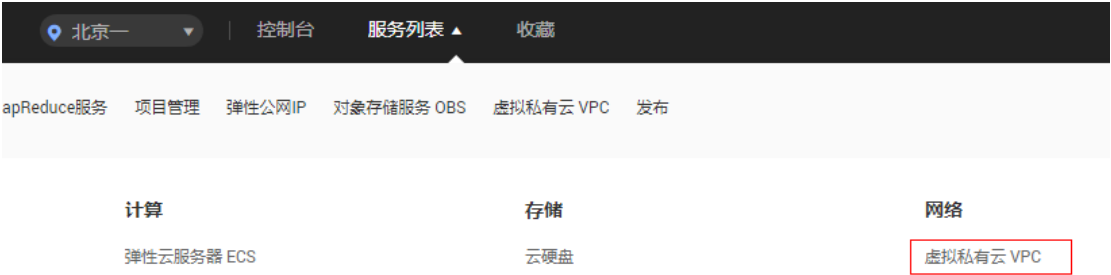 北京一 控制台 服务列表 收藏
apReduce服务 项目管理 弹性公网IP 对象存储服务 OBS 虚拟私有云 VPC 发布
计算 存储 网络
弹性云服务器 ECS 云硬盘 虚拟私有云 VPC